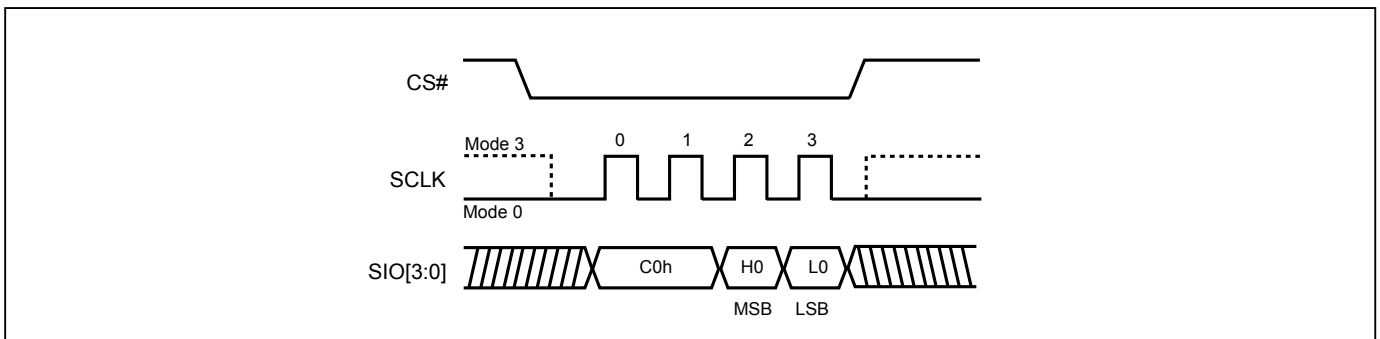 CS#
Mode 3 0 1 2 3
SCLK
Mode 0
SIO[3:0] C0h H0 L0
MSB LSB